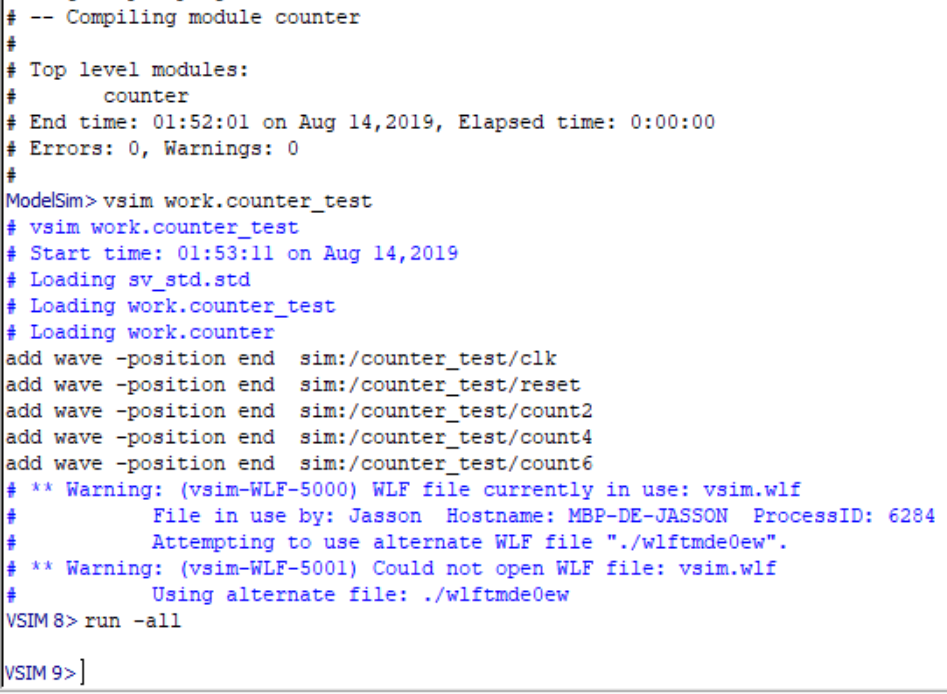 # -- Compiling module counter
#
# Top level modules:
#       counter
# End time: 01:52:01 on Aug 14,2019, Elapsed time: 0:00:00
# Errors: 0, Warnings: 0
#
ModelSim> vsim work.counter_test
# vsim work.counter_test
# Start time: 01:53:11 on Aug 14,2019
# Loading sv_std.std
# Loading work.counter_test
# Loading work.counter
add wave -position end  sim:/counter_test/clk
add wave -position end  sim:/counter_test/reset
add wave -position end  sim:/counter_test/count2
add wave -position end  sim:/counter_test/count4
add wave -position end  sim:/counter_test/count6
# ** Warning: (vsim-WLF-5000) WLF file currently in use: vsim.wlf
#           File in use by: Jasson  Hostname: MBP-DE-JASSON  ProcessID: 6284
#           Attempting to use alternate WLF file "./wlftmde0ew".
# ** Warning: (vsim-WLF-5001) Could not open WLF file: vsim.wlf
#           Using alternate file: ./wlftmde0ew
VSIM 8> run -all
VSIM 9>